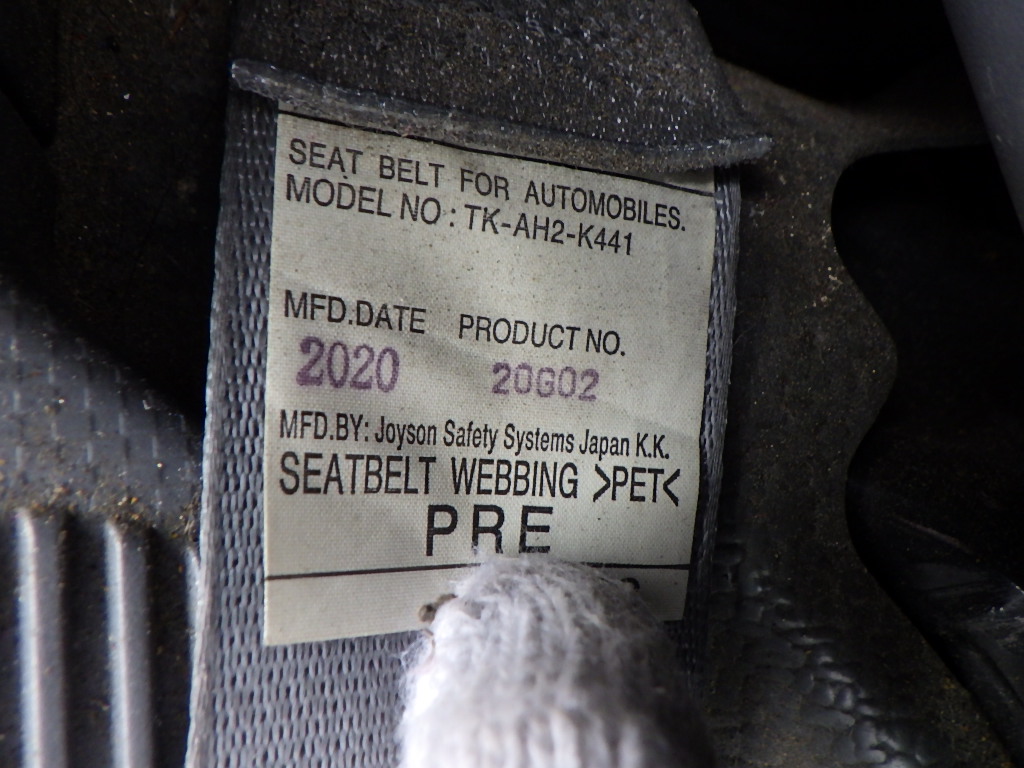 SEAT BELT FOR AUTOMOBILES.
MODEL NO : TK-AH2-K441
MFD.DATE PRODUCT NO.
2020 20G02
MFD.BY: Joyson Safety Systems Japan K.K.
SEATBELT WEBBING >PET<
PRE